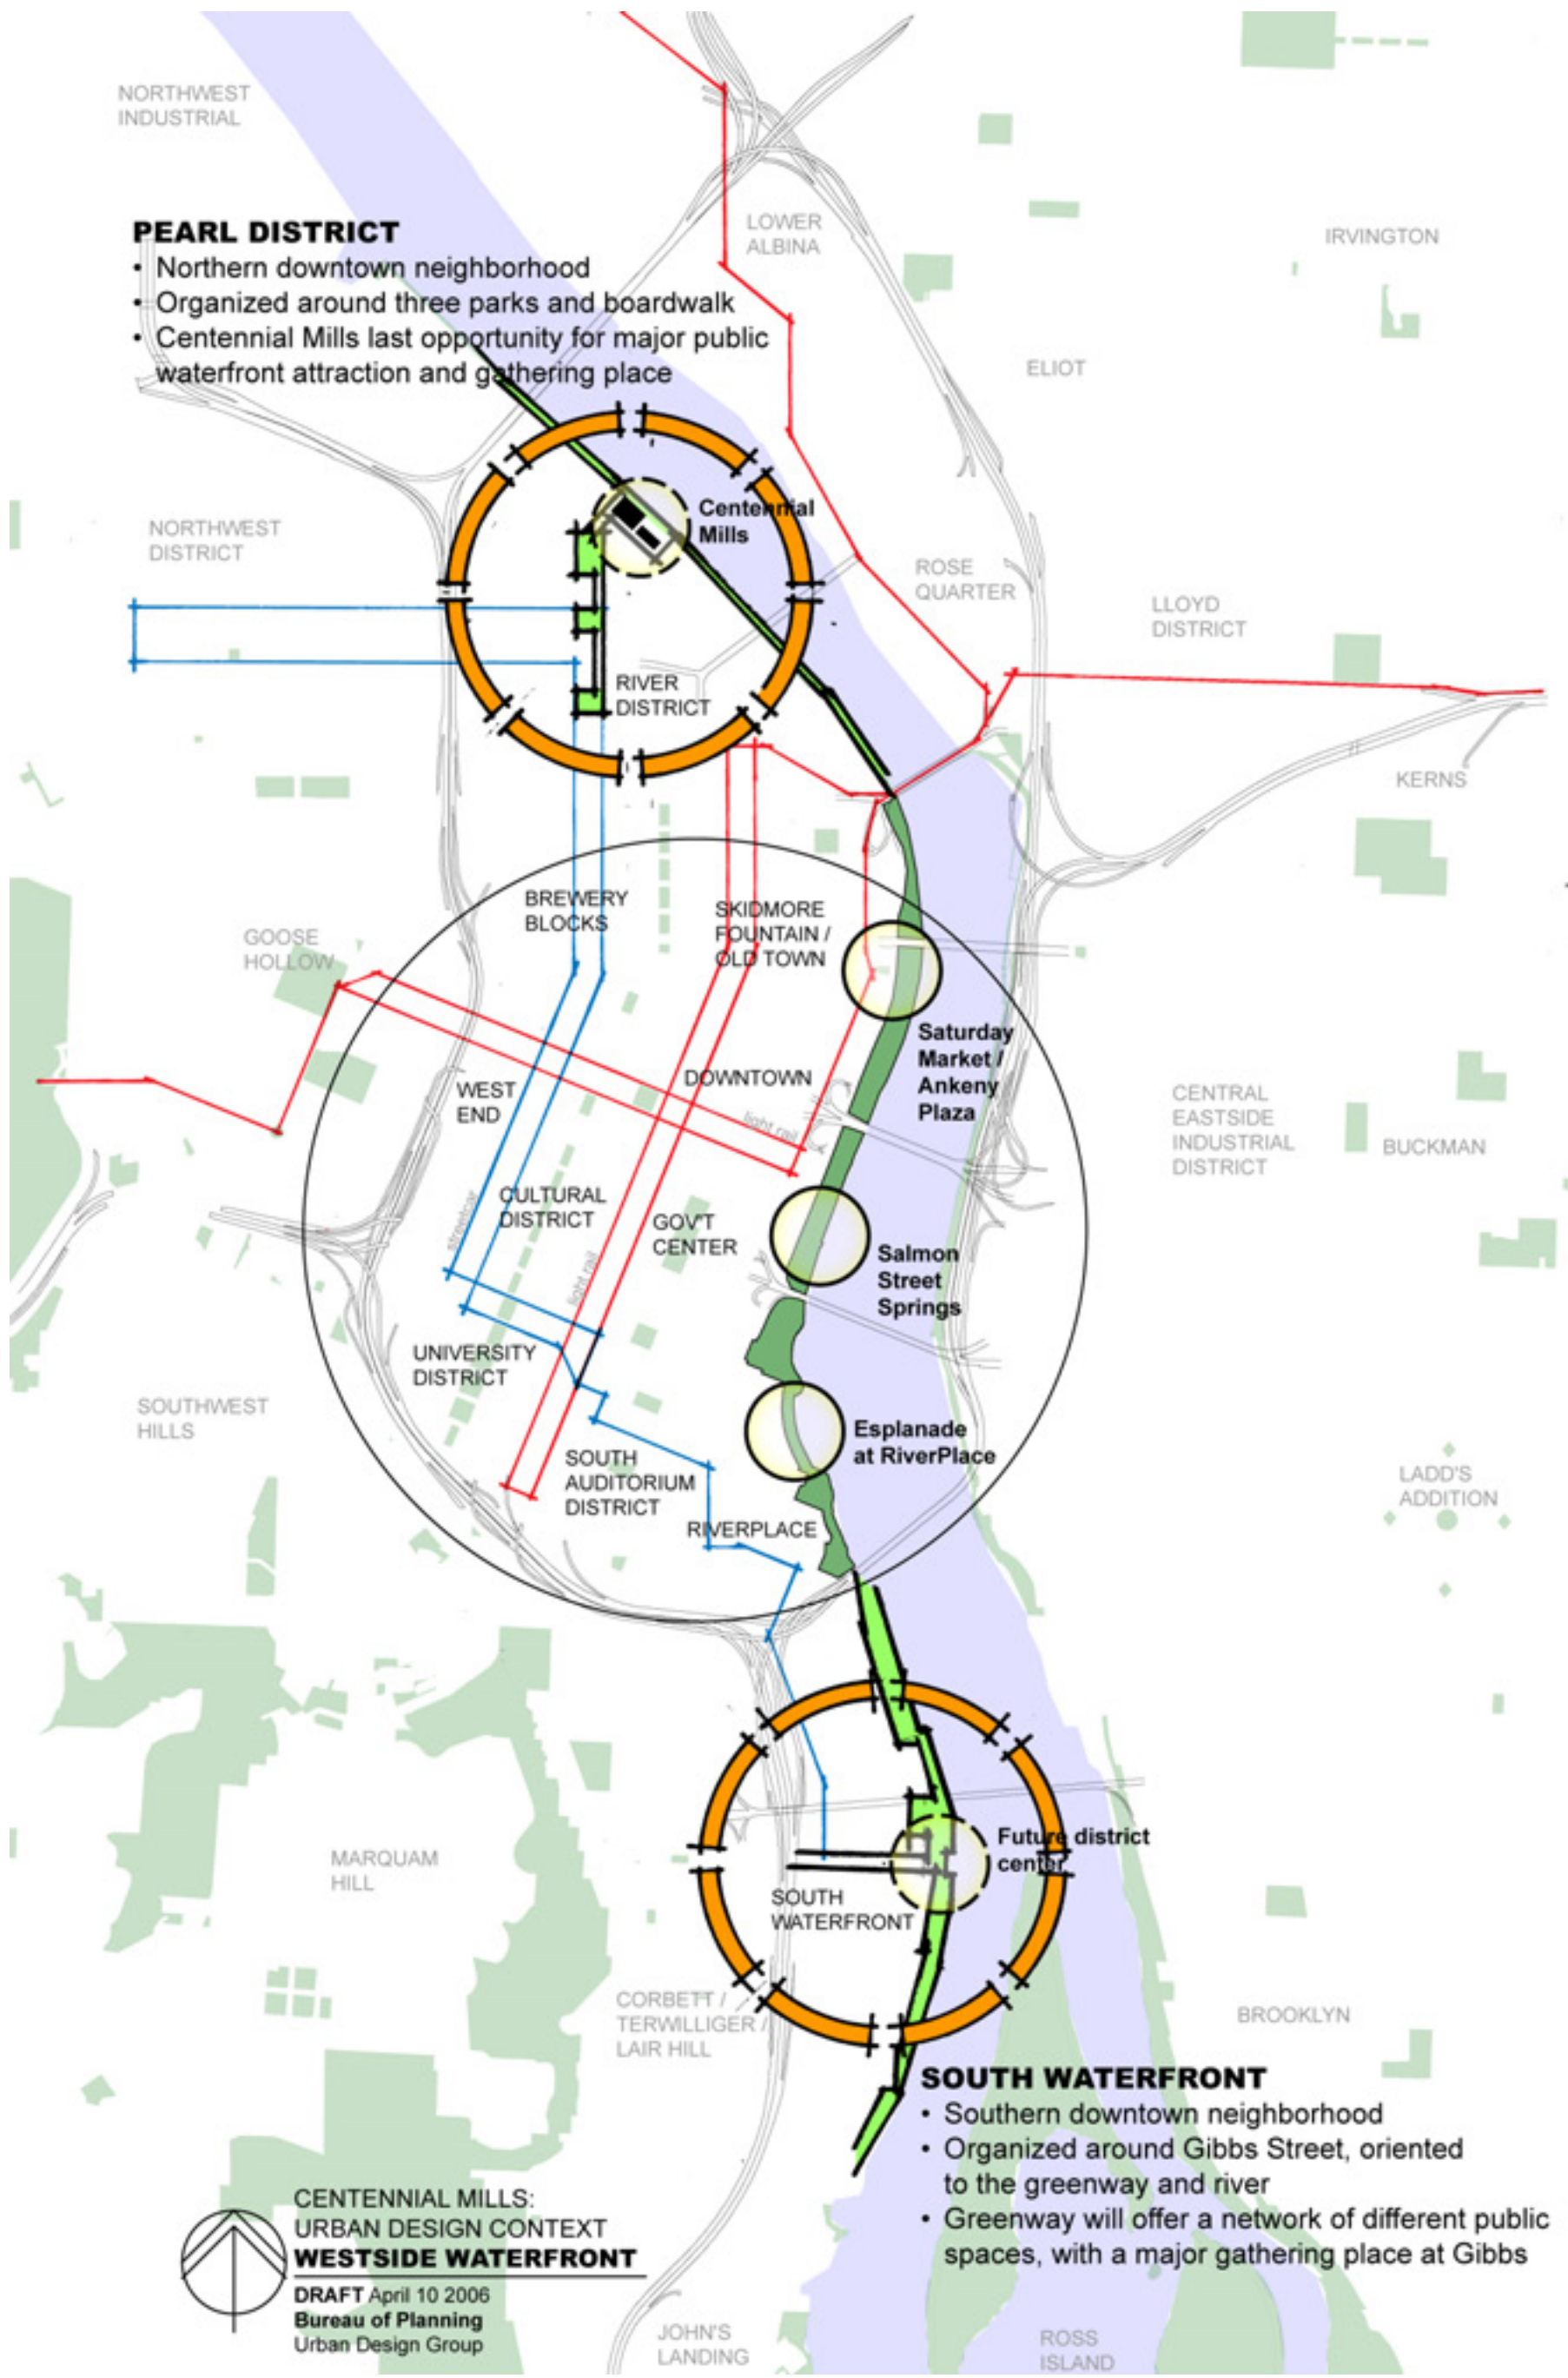 NORTHWEST
INDUSTRIAL
PEARL DISTRICT
• Northern downtown neighborhood
• Organized around three parks and boardwalk
• Centennial Mills last opportunity for major public
waterfront attraction and gathering place
LOWER
ALBINA
IRVINGTON
ELIOT
Centennial
Mills
NORTHWEST
DISTRICT
ROSE
QUARTER
LLOYD
DISTRICT
RIVER
DISTRICT
KERNS
BREWERY
BLOCKS
SKIDMORE
FOUNTAIN /
OLD TOWN
GOOSE
HOLLOW
Saturday
Market /
Ankeny
Plaza
WEST
END
DOWNTOWN
light rail
CENTRAL
EASTSIDE
INDUSTRIAL
DISTRICT
BUCKMAN
CULTURAL
DISTRICT
streetcar
GOV'T
CENTER
light rail
Salmon
Street
Springs
UNIVERSITY
DISTRICT
SOUTHWEST
HILLS
Esplanade
at RiverPlace
SOUTH
AUDITORIUM
DISTRICT
LADD'S
ADDITION
RIVERPLACE
Future district
center
MARQUAM
HILL
SOUTH
WATERFRONT
CORBETT /
TERWILLIGER /
LAIR HILL
BROOKLYN
SOUTH WATERFRONT
• Southern downtown neighborhood
• Organized around Gibbs Street, oriented
to the greenway and river
• Greenway will offer a network of different public
spaces, with a major gathering place at Gibbs
CENTENNIAL MILLS:
URBAN DESIGN CONTEXT
WESTSIDE WATERFRONT
DRAFT April 10 2006
Bureau of Planning
Urban Design Group
JOHN'S
LANDING
ROSS
ISLAND